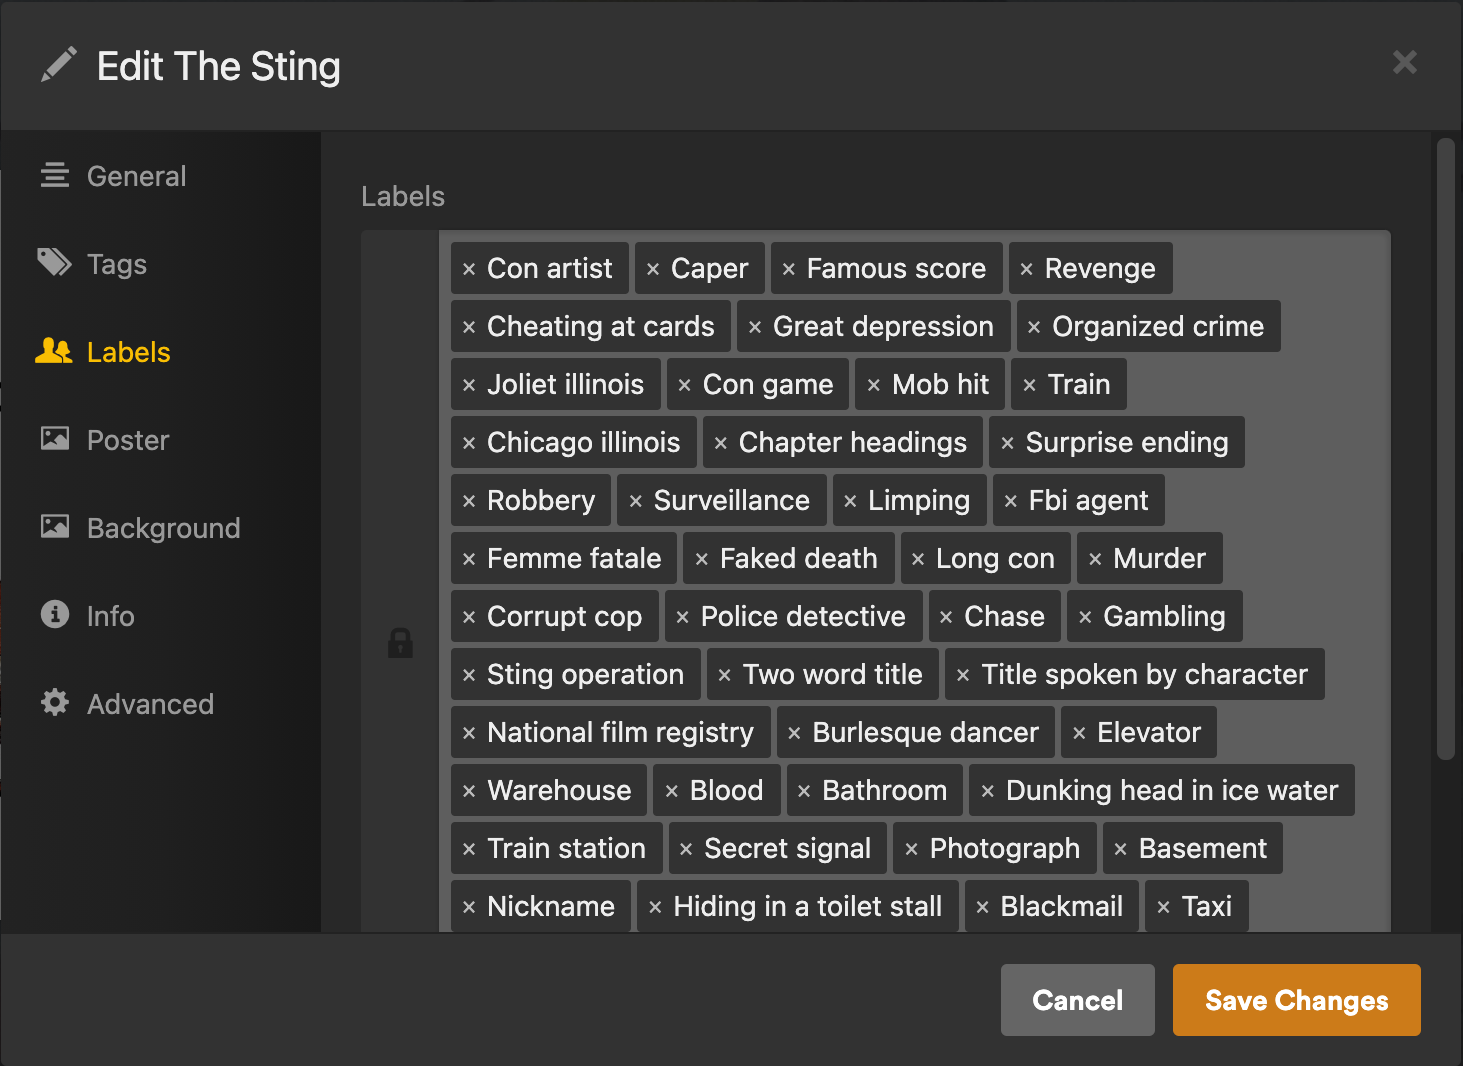 Edit The Sting
General
Tags
Labels
Poster
Background
Info
Advanced
Labels
× Con artist × Caper × Famous score × Revenge
× Cheating at cards × Great depression × Organized crime
× Joliet illinois × Con game × Mob hit × Train
× Chicago illinois × Chapter headings × Surprise ending
× Robbery × Surveillance × Limping × Fbi agent
× Femme fatale × Faked death × Long con × Murder
× Corrupt cop × Police detective × Chase × Gambling
× Sting operation × Two word title × Title spoken by character
× National film registry × Burlesque dancer × Elevator
× Warehouse × Blood × Bathroom × Dunking head in ice water
× Train station × Secret signal × Photograph × Basement
× Nickname × Hiding in a toilet stall × Blackmail × Taxi
Cancel Save Changes